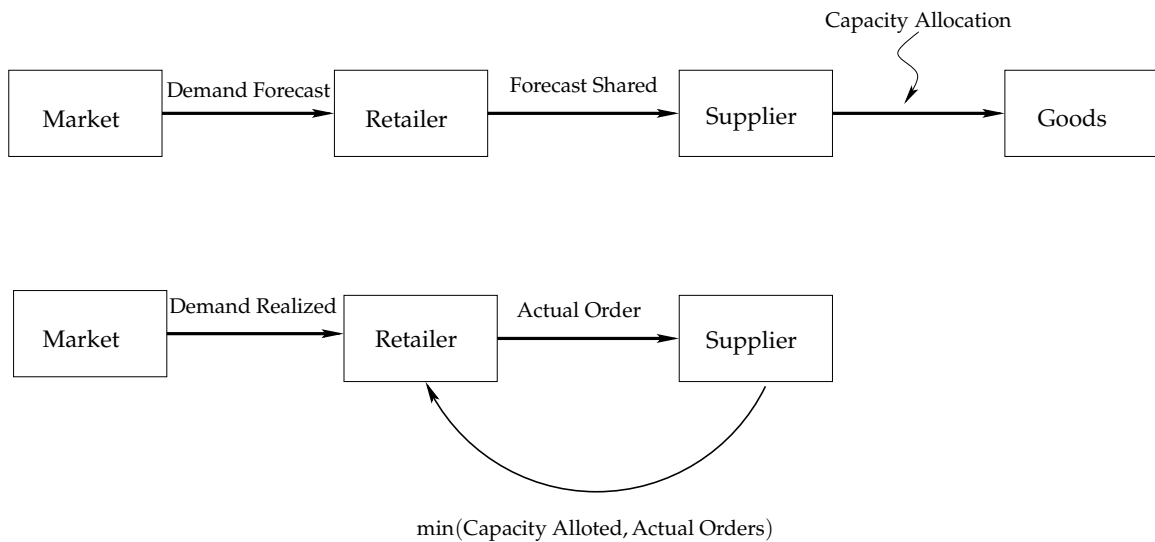 Capacity Allocation
Demand Forecast
Forecast Shared
Market
Retailer
Supplier
Goods
Demand Realized
Actual Order
Market
Retailer
Supplier
min(Capacity Alloted, Actual Orders)